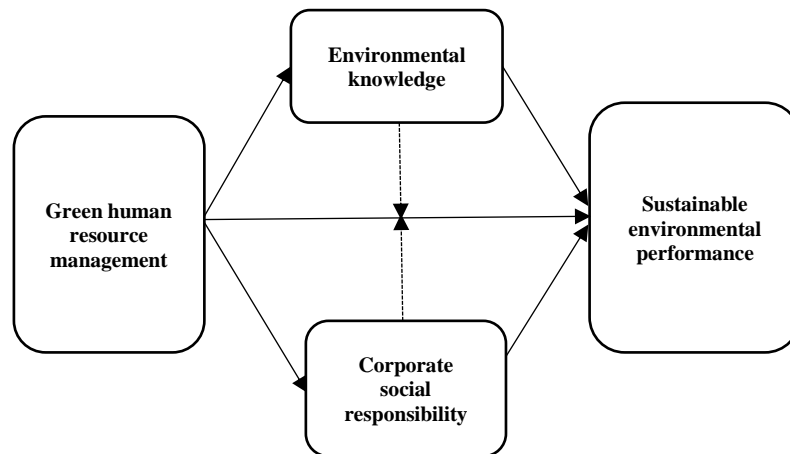 Environmental
knowledge
Green human
resource
management
Sustainable
environmental
performance
Corporate
social
responsibility